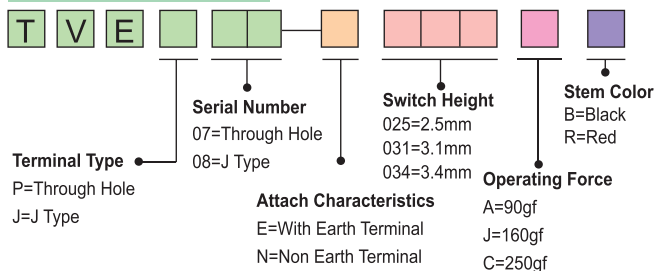 TVE
Serial Number
07=Through Hole
08=J Type
Switch Height
025=2.5mm
031=3.1mm
034=3.4mm
Stem Color
B=Black
R=Red
Terminal Type
P=Through Hole
J=J Type
Attach Characteristics
E=With Earth Terminal
N=Non Earth Terminal
Operating Force
A=90gf
J=160gf
C=250gf